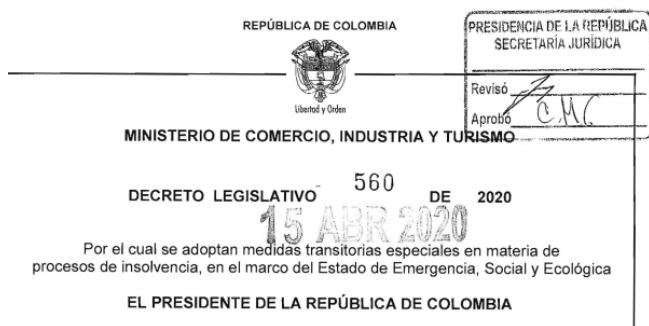 REPÚBLICA DE COLOMBIA
PRESIDENCIA DE LA REPÚBLICA
SECRETARÍA JURÍDICA
Libertad y Orden
Revisó
Aprobó C.M.C
MINISTERIO DE COMERCIO, INDUSTRIA Y TURISMO
DECRETO LEGISLATIVO 560 DE 2020
15 ABR 2020
Por el cual se adoptan medidas transitorias especiales en materia de
procesos de insolvencia, en el marco del Estado de Emergencia, Social y Ecológica
EL PRESIDENTE DE LA REPÚBLICA DE COLOMBIA